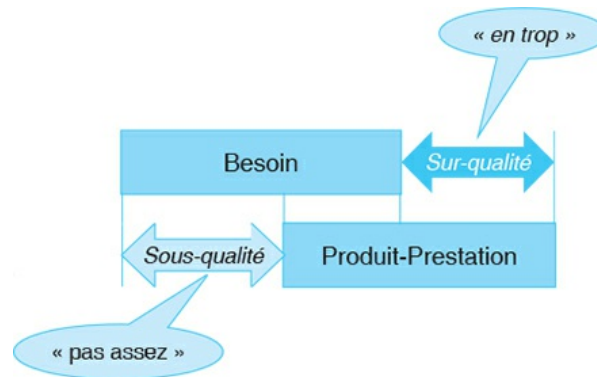 « en trop »
Besoin
Sur-qualité
Sous-qualité
Produit-Prestation
« pas assez »